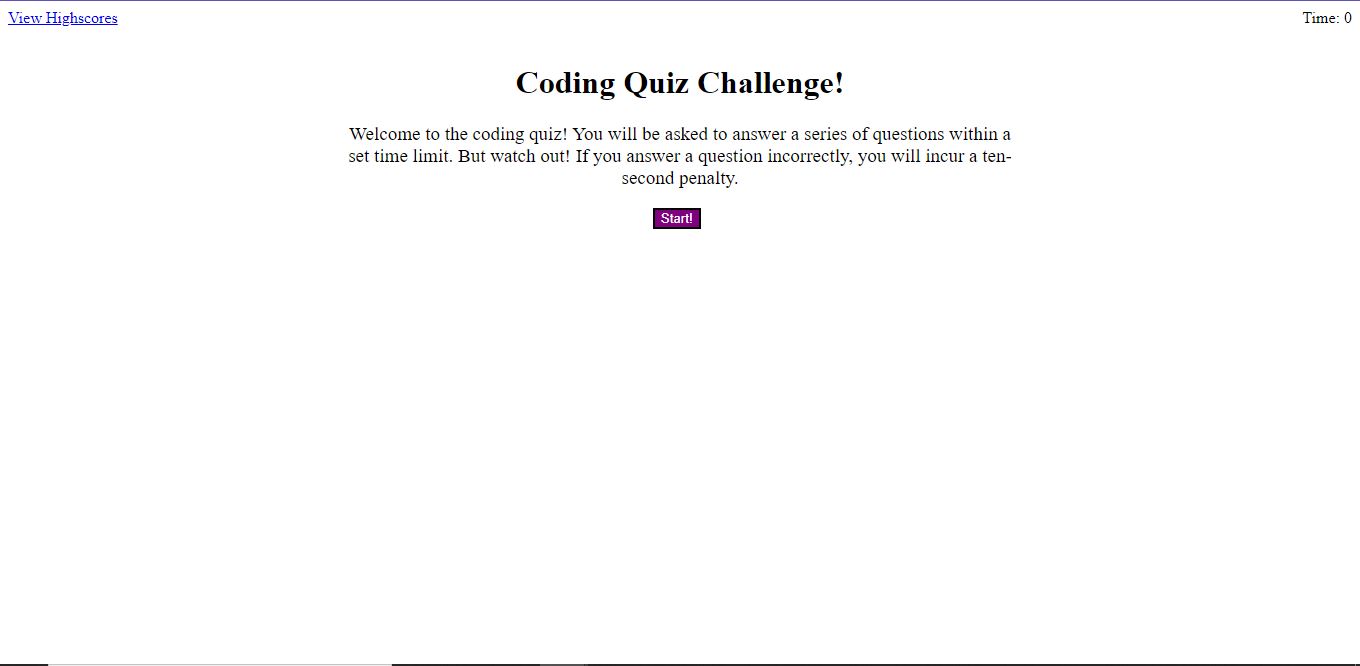 View Highscores
Time: 0
Coding Quiz Challenge!
Welcome to the coding quiz! You will be asked to answer a series of questions within a
set time limit. But watch out! If you answer a question incorrectly, you will incur a ten-
second penalty.
Start!